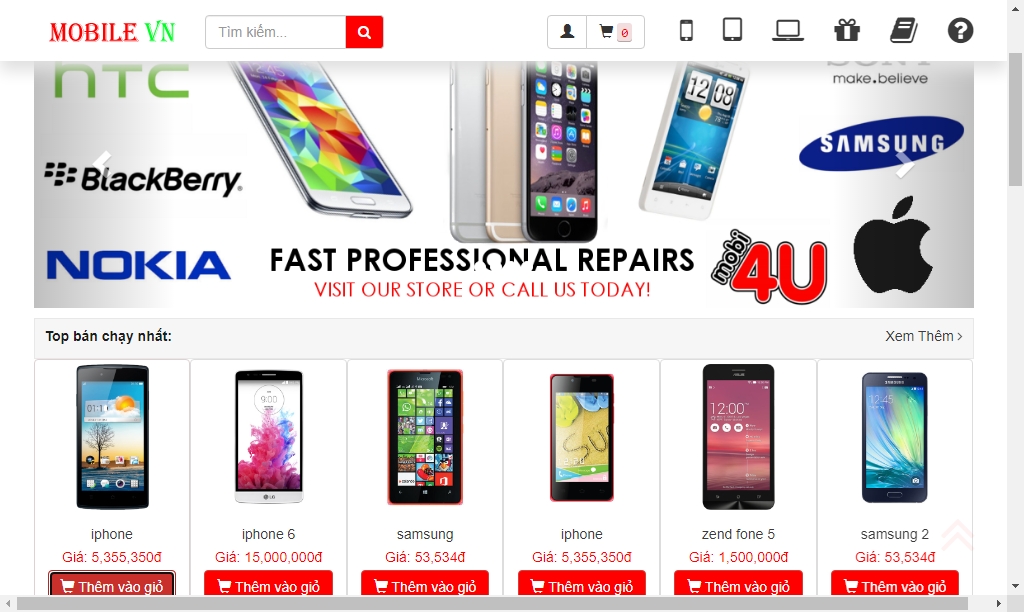 MOBILE VN
Tìm kiếm...
0
hTC
SONY
make.believe
SAMSUNG
BlackBerry.
NOKIA
FAST PROFESSIONAL REPAIRS
VISIT OUR STORE OR CALL US TODAY!
mobi
4U
Top bán chạy nhất:
Xem Thêm
iphone
iphone 6
samsung
iphone
zend fone 5
samsung 2
Giá: 5,355,350đ
Giá: 15,000,000đ
Giá: 53,534đ
Giá: 5,355,350đ
Giá: 1,500,000đ
Giá: 53,534đ
Thêm vào giỏ
Thêm vào giỏ
Thêm vào giỏ
Thêm vào giỏ
Thêm vào giỏ
Thêm vào giỏ